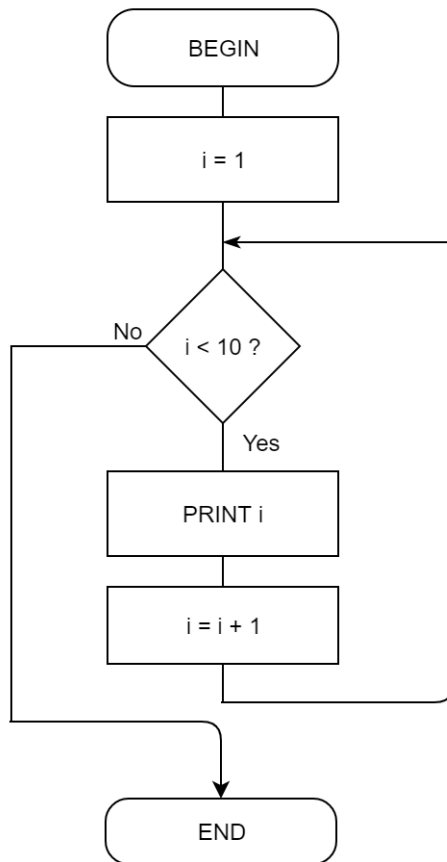 BEGIN
i = 1
i < 10 ?
No
Yes
PRINT i
i = i + 1
END